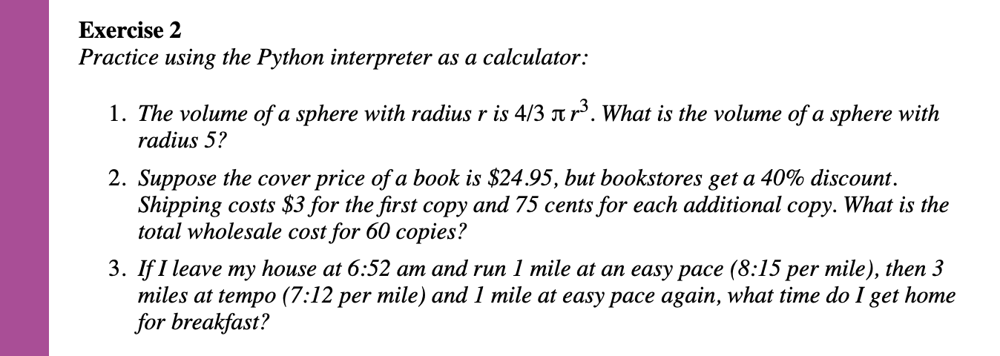 Exercise 2
Practice using the Python interpreter as a calculator:
1. The volume of a sphere with radius r is 4/3 π r³. What is the volume of a sphere with
radius 5?
2. Suppose the cover price of a book is $24.95, but bookstores get a 40% discount.
Shipping costs $3 for the first copy and 75 cents for each additional copy. What is the
total wholesale cost for 60 copies?
3. If I leave my house at 6:52 am and run 1 mile at an easy pace (8:15 per mile), then 3
miles at tempo (7:12 per mile) and 1 mile at easy pace again, what time do I get home
for breakfast?